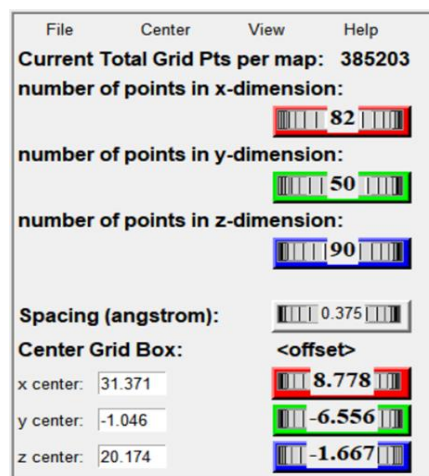 File Center View Help
Current Total Grid Pts per map: 385203
number of points in x-dimension:
82
number of points in y-dimension:
50
number of points in z-dimension:
90
Spacing (angstrom): 0.375
Center Grid Box: <offset>
x center: 31.371 8.778
y center: -1.046 -6.556
z center: 20.174 -1.667